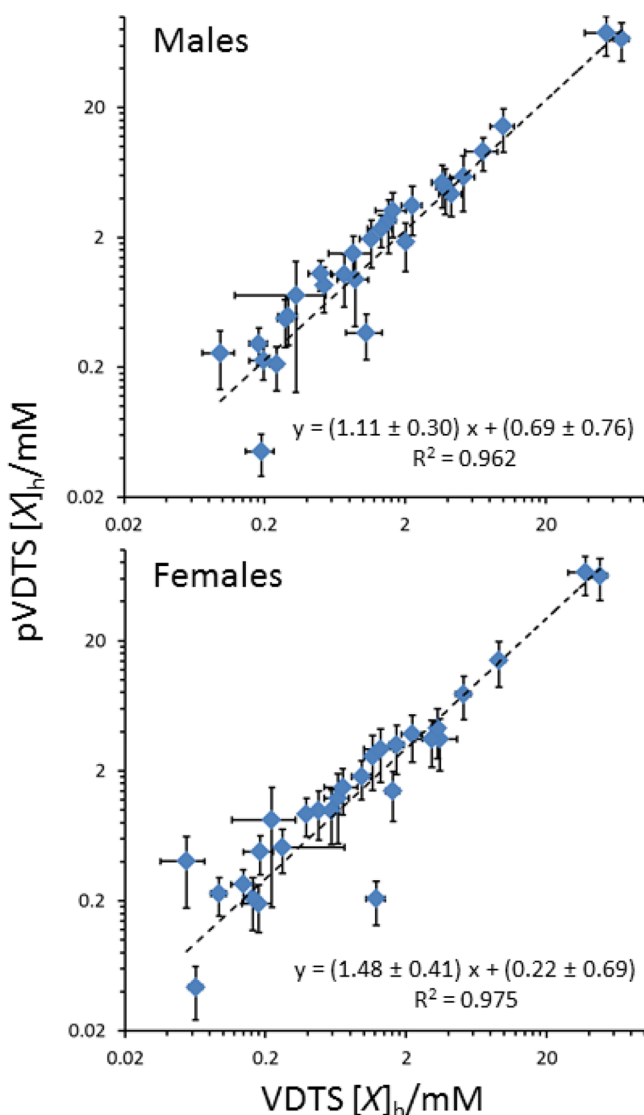 Males
20
2
0.2
0.02
y = (1.11 ± 0.30) x + (0.69 ± 0.76)
R² = 0.962
0.02
0.2
2
20
pVDTS [X]ₕ/mM
Females
20
2
0.2
0.02
y = (1.48 ± 0.41) x + (0.22 ± 0.69)
R² = 0.975
0.02
0.2
2
20
VDTS [X]ₕ/mM